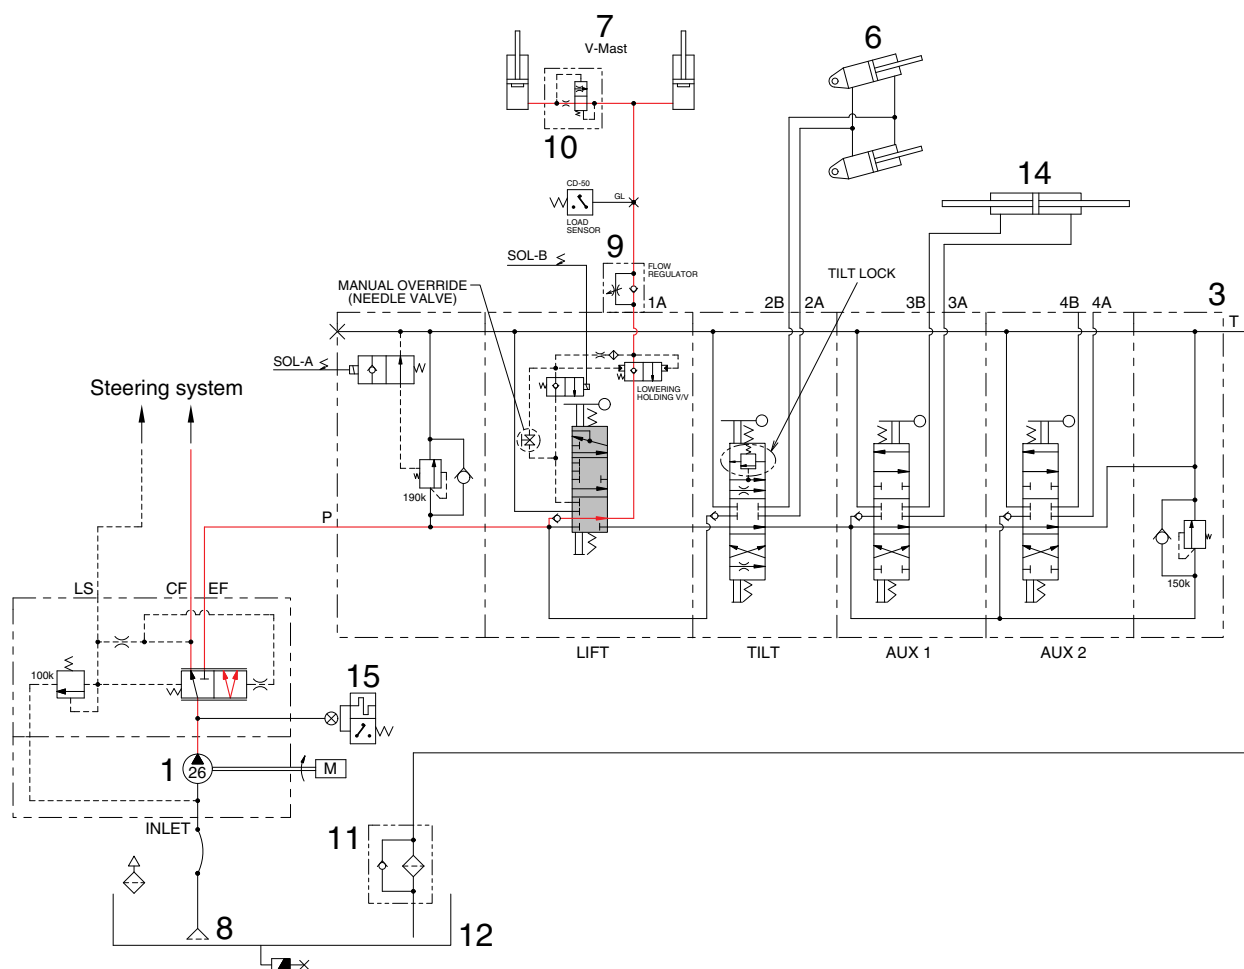 7
V-Mast
6
10
CD-50
GL
LOAD
SENSOR
14
9
FLOW
REGULATOR
SOL-B
MANUAL OVERRIDE
(NEEDLE VALVE)
TILT LOCK
1A
2B
2A
3B
3A
4B
4A
3
T
SOL-A
LOWERING
HOLDING V/V
Steering system
190k
P
150k
LS
CF
EF
LIFT
TILT
AUX 1
AUX 2
100k
15
1
26
M
INLET
11
8
12